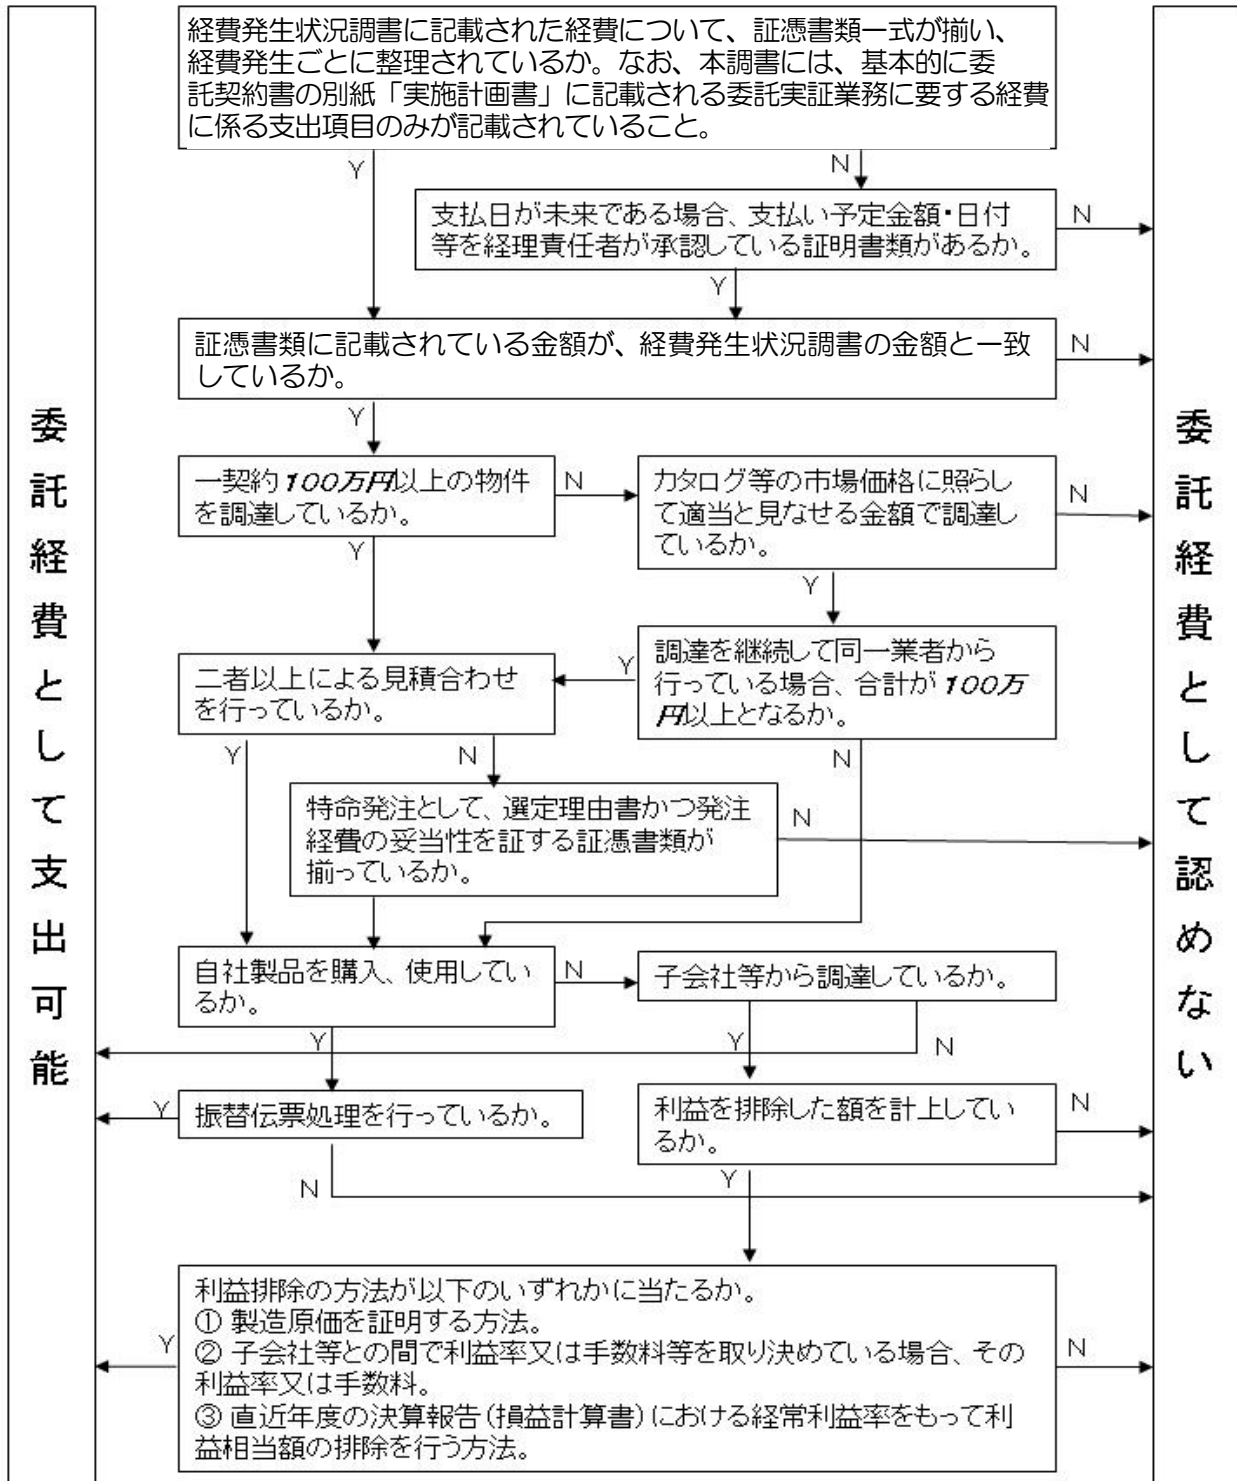 経費発生状況調書に記載された経費について、証憑書類一式が揃い、
経費発生ごとに整理されているか。なお、本調書には、基本的に委
託契約書の別紙「実施計画書」に記載される委託実証業務に要する経費
に係る支出項目のみが記載されていること。
Y
N
支払日が未来である場合、支払い予定金額・日付
等を経理責任者が承認している証明書類があるか。
N
Y
証憑書類に記載されている金額が、経費発生状況調書の金額と一致
しているか。
N
Y
一契約100万円以上の物件
を調達しているか。
N
カタログ等の市場価格に照らし
て適当と見なせる金額で調達し
ているか。
N
Y
Y
二者以上による見積合わせ
を行っているか。
Y
調達を継続して同一業者から
行っている場合、合計が100万
円以上となるか。
Y
N
N
特命発注として、選定理由書かつ発注
経費の妥当性を証する証憑書類が
揃っているか。
N
自社製品を購入、使用してい
るか。
N
子会社等から調達しているか。
Y
Y
N
振替伝票処理を行っているか。
Y
利益を排除した額を計上してい
るか。
N
N
Y
利益排除の方法が以下のいずれかに当たるか。
① 製造原価を証明する方法。
② 子会社等との間で利益率又は手数料等を取り決めている場合、その
利益率又は手数料。
③ 直近年度の決算報告(損益計算書)における経常利益率をもって利
益相当額の排除を行う方法。
Y
N
委託経費として支出可能
委託経費として認めない